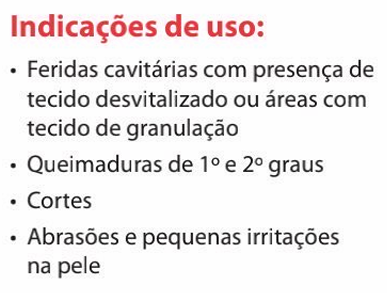 Indicações de uso:
• Feridas cavitárias com presença de
tecido desvitalizado ou áreas com
tecido de granulação
• Queimaduras de 1º e 2º graus
• Cortes
• Abrasões e pequenas irritações
na pele